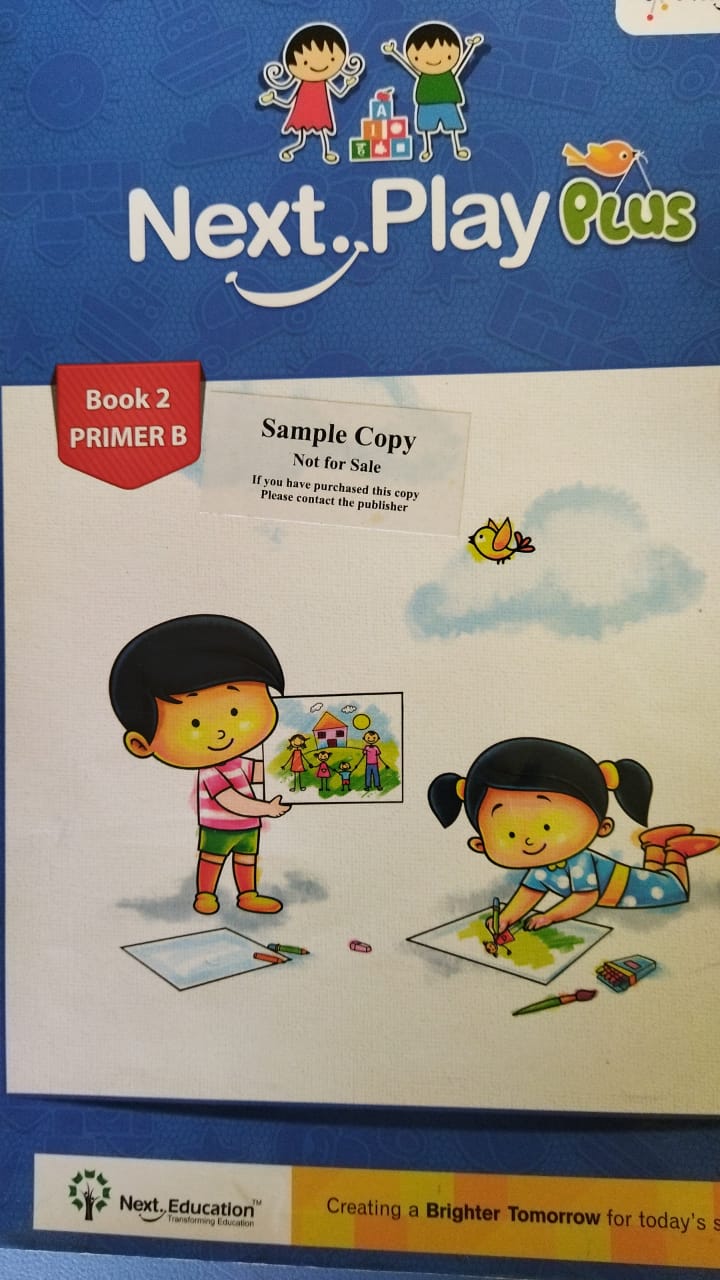 Next..Play Plus
Book 2
PRIMER B
Sample Copy
Not for Sale
If you have purchased this copy
Please contact the publisher
A
Next..Education™
Transforming Education
Creating a Brighter Tomorrow for today's s